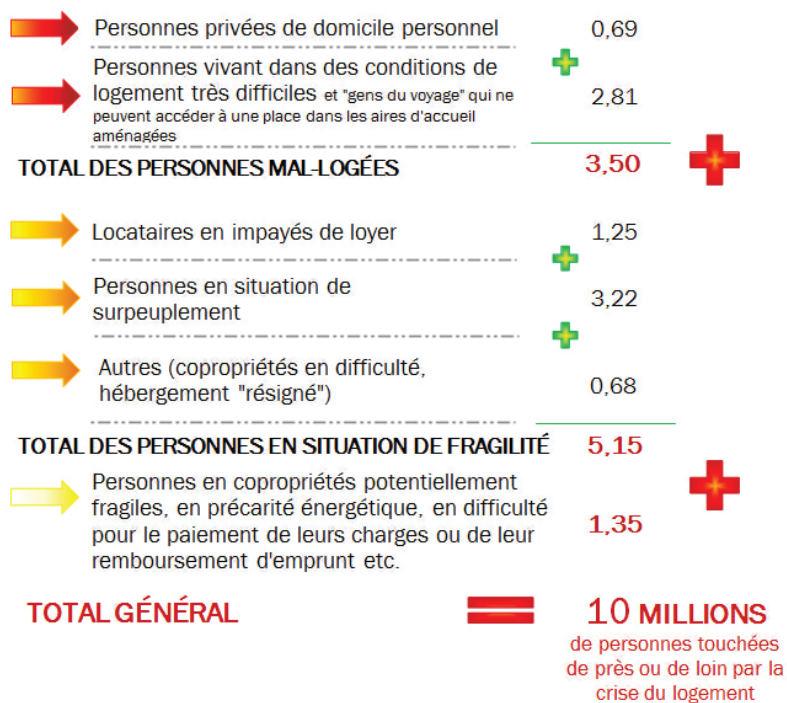 Personnes privées de domicile personnel 0,69
Personnes vivant dans des conditions de
logement très difficiles et "gens du voyage" qui ne
peuvent accéder à une place dans les aires d'accueil
aménagées
2,81
TOTAL DES PERSONNES MAL-LOGÉES 3,50
Locataires en impayés de loyer 1,25
Personnes en situation de
surpeuplement
3,22
Autres (copropriétés en difficulté,
hébergement "résigné")
0,68
TOTAL DES PERSONNES EN SITUATION DE FRAGILITÉ 5,15
Personnes en copropriétés potentiellement
fragiles, en précarité énergétique, en difficulté
pour le paiement de leurs charges ou de leur
remboursement d'emprunt etc.
1,35
TOTAL GÉNÉRAL = 10 MILLIONS
de personnes touchées
de près ou de loin par la
crise du logement